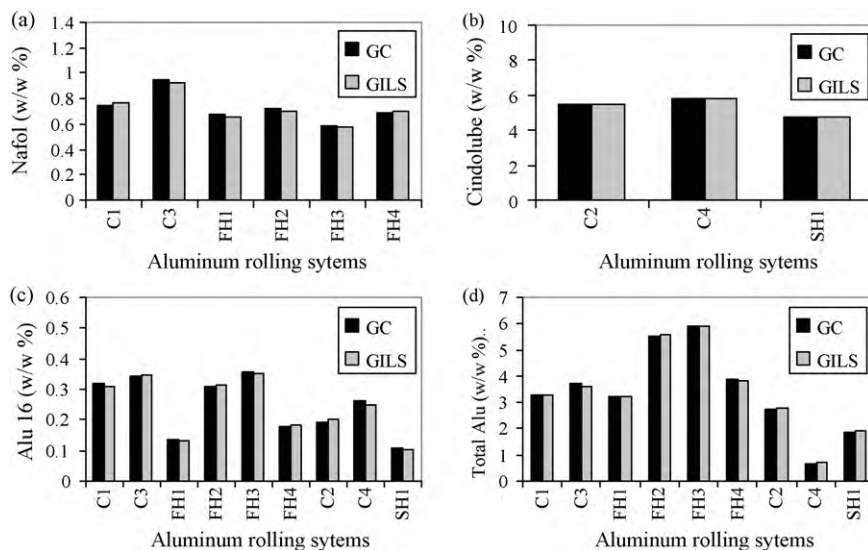 (a)
Nafol (w/w %)
1.4
1.2
1
0.8
0.6
0.4
0.2
0
GC
GILS
C1
C3
FH1
FH2
FH3
FH4
Aluminum rolling sytems
(b)
Cindolube (w/w %)
10
8
6
4
2
0
GC
GILS
C2
C4
SH1
Aluminum rolling sytems
(c)
Alu 16 (w/w %)
0.6
0.5
0.4
0.3
0.2
0.1
0
GC
GILS
C1
C3
FH1
FH2
FH3
FH4
C2
C4
SH1
Aluminum rolling sytems
(d)
Total Alu (w/w %)..
7
6
5
4
3
2
1
0
GC
GILS
C1
C3
FH1
FH2
FH3
FH4
C2
C4
SH1
Aluminum rolling sytems